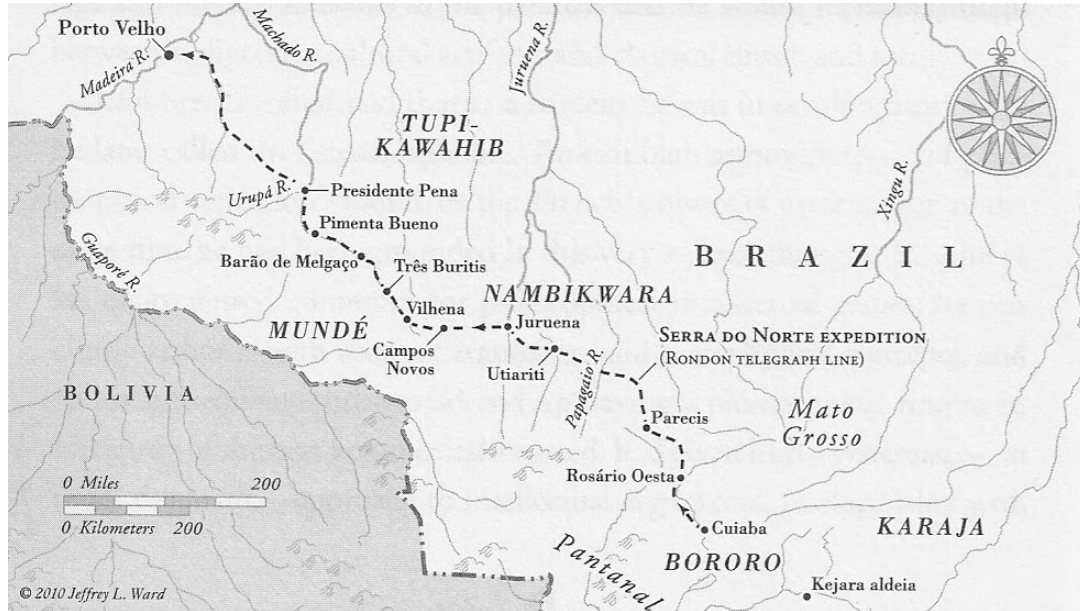 Porto Velho
Madeira R.
Machado R.
Juruena R.
TUPI-
KAWAHIB
Urupá R.
Presidente Pena
Xingu R.
Pimenta Bueno
Guaporé R.
Barão de Melgaço
Três Buritis
BRAZIL
NAMBIKWARA
Vilhena
MUNDÉ
Juruena
SERRA DO NORTE EXPEDITION
(RONDON TELEGRAPH LINE)
Campos
Novos
Utiariti
Papagaio R.
BOLIVIA
Parecis
Mato
Grosso
Rosário Oesta
0 Miles 200
0 Kilometers 200
Cuiaba
KARAJA
Pantanal
BORORO
Kejara aldeia
© 2010 Jeffrey L. Ward